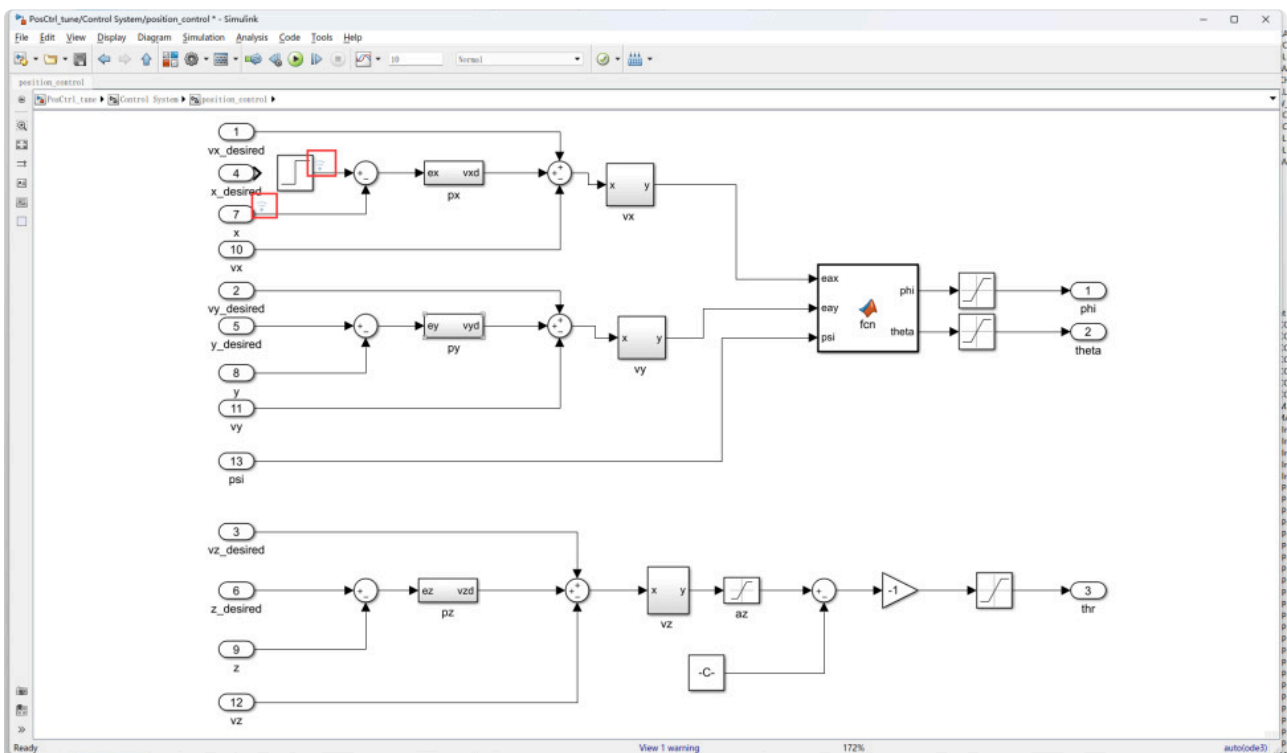 PosCtrl_tune/Control System/position_control * - Simulink
File Edit View Display Diagram Simulation Analysis Code Tools Help
10 Normal
position_control
PosCtrl_tune Control System position_control
1
vx_desired
4
x_desired
7
x
10
vx
ex vxd
px
x y
vx
2
vy_desired
5
y_desired
8
y
11
vy
ey vyd
py
x y
vy
13
psi
eax
eay
psi
fcn
phi
theta
1
phi
2
theta
3
vz_desired
6
z_desired
9
z
12
vz
ez vzd
pz
x y
vz
az
-C-
-1
3
thr
Ready View 1 warning 172% auto(ode3)